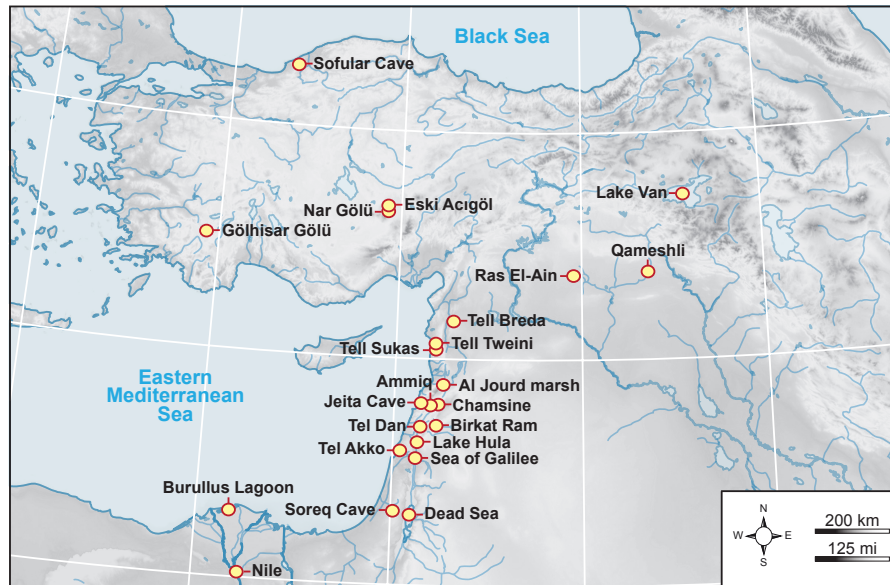 Black Sea
Sofular Cave
Eski Acıgöl
Nar Gölü
Lake Van
Gölhisar Gölü
Qameshli
Ras El-Ain
Tell Breda
Tell Tweini
Tell Sukas
Eastern
Mediterranean
Sea
Ammiq
Al Jourd marsh
Jeita Cave
Chamsine
Tel Dan
Birkat Ram
Lake Hula
Tel Akko
Sea of Galilee
Burullus Lagoon
Soreq Cave
Dead Sea
Nile
N
W
E
S
200 km
125 mi